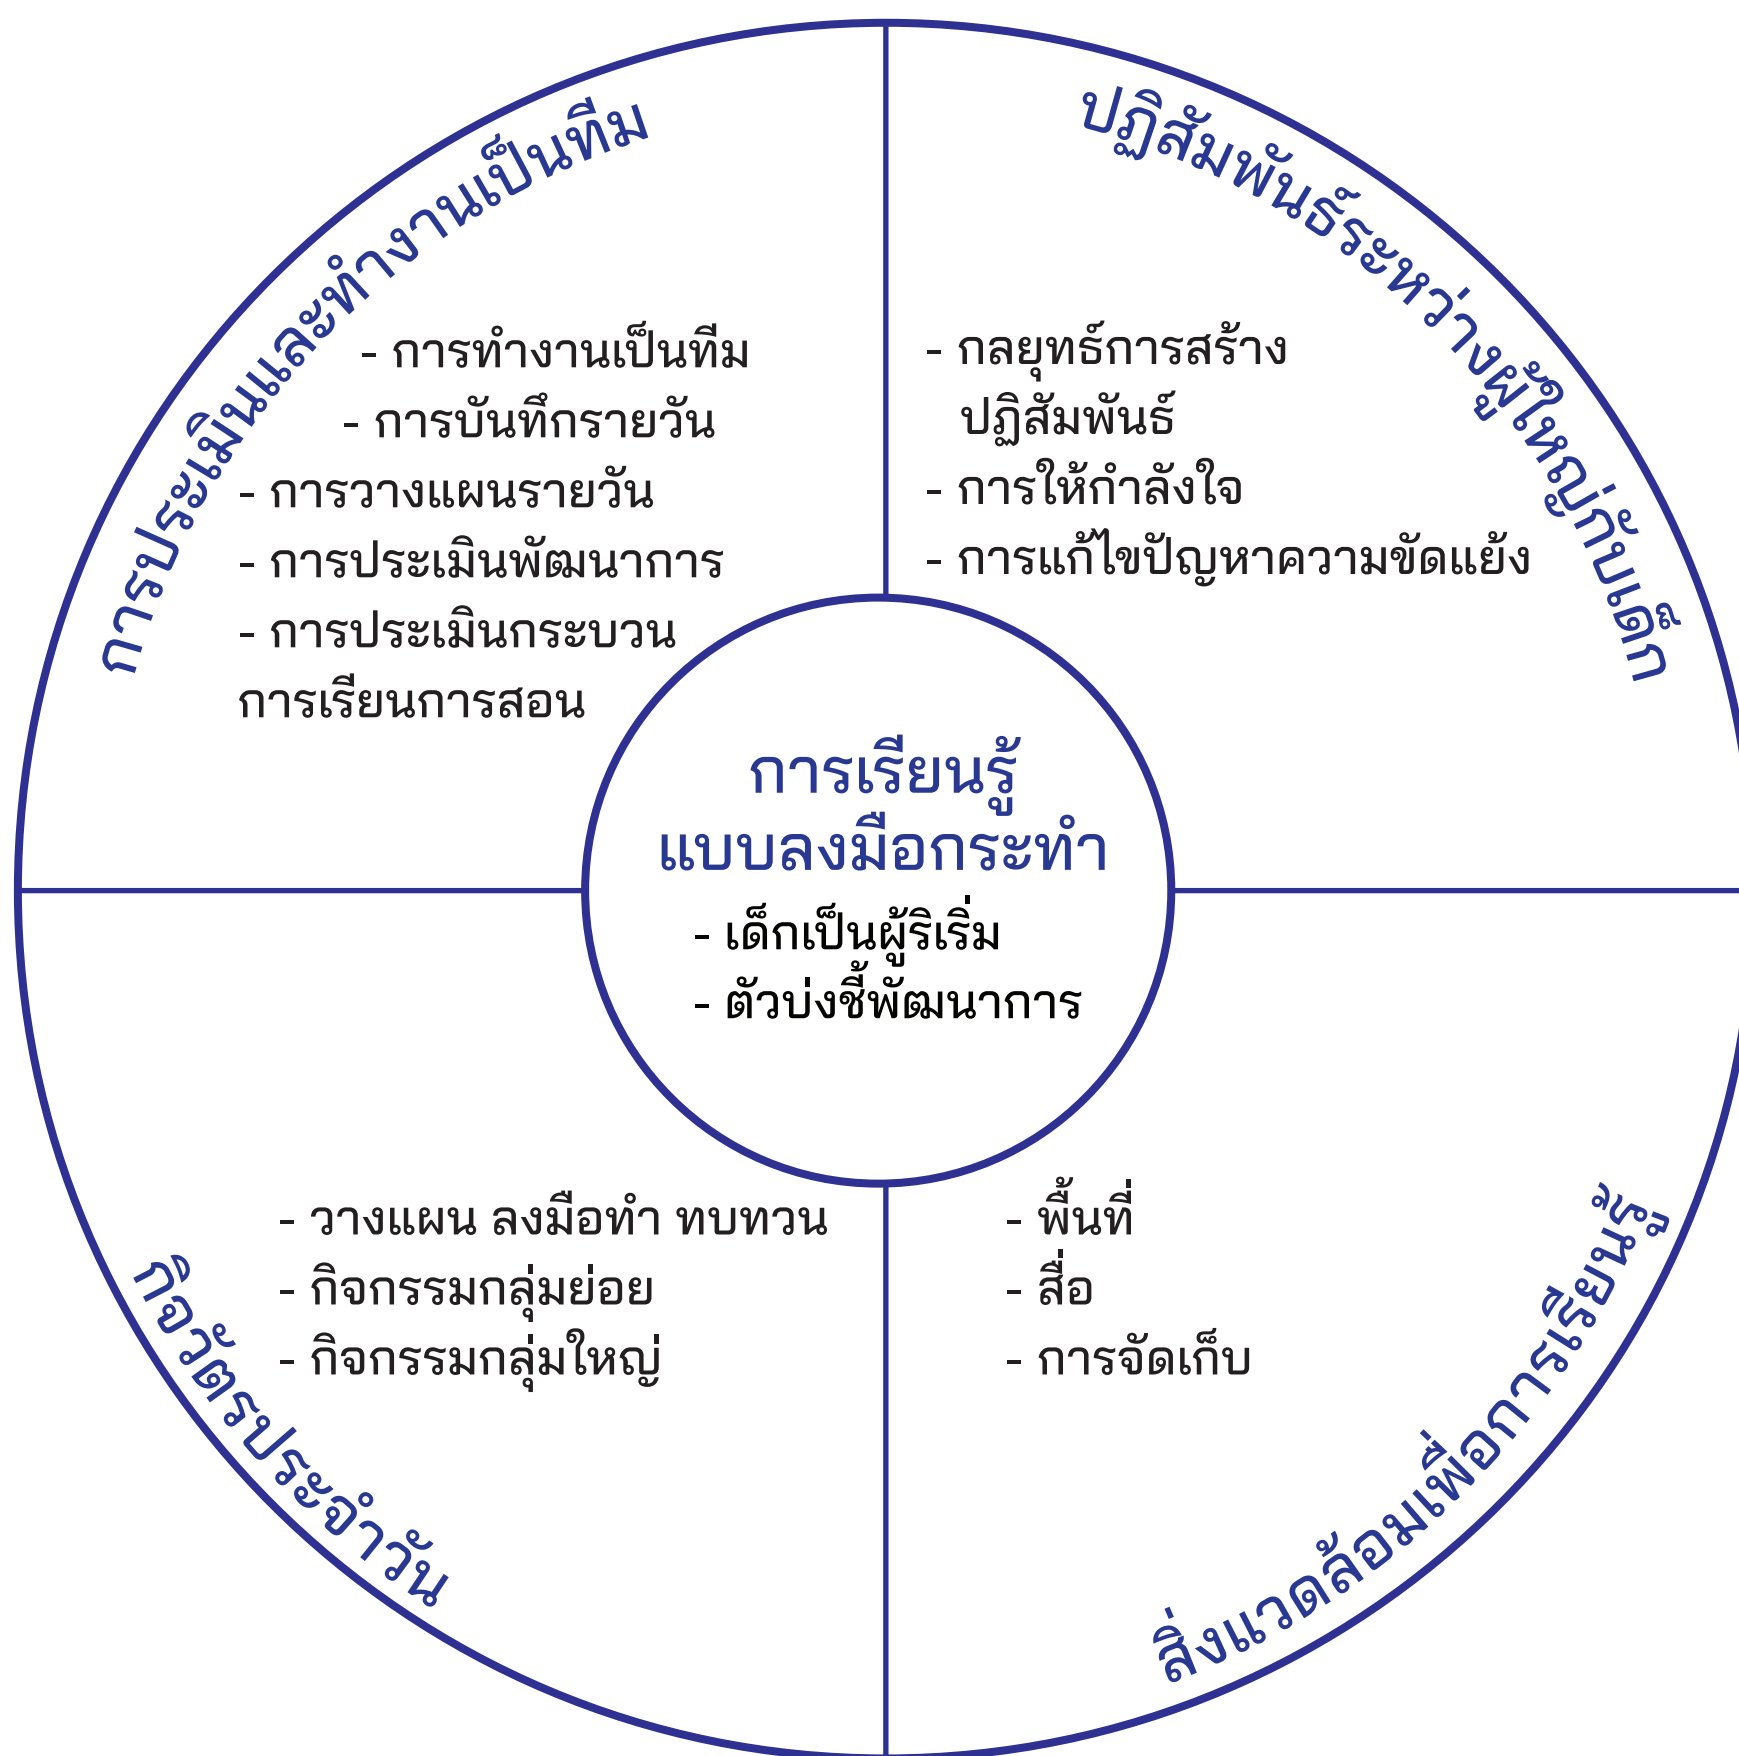 การประเมินและทำงานเป็นทีม
- การทำงานเป็นทีม
- การบันทึกรายวัน
- การวางแผนรายวัน
- การประเมินพัฒนาการ
- การประเมินกระบวน
การเรียนการสอน
ปฏิสัมพันธ์ระหว่างผู้ใหญ่กับเด็ก
- กลยุทธ์การสร้าง
ปฏิสัมพันธ์
- การให้กำลังใจ
- การแก้ไขปัญหาความขัดแย้ง
การเรียนรู้
แบบลงมือกระทำ
- เด็กเป็นผู้ริเริ่ม
- ตัวบ่งชี้พัฒนาการ
กิจวัตรประจำวัน
- วางแผน ลงมือทำ ทบทวน
- กิจกรรมกลุ่มย่อย
- กิจกรรมกลุ่มใหญ่
สิ่งแวดล้อมเพื่อการเรียนรู้
- พื้นที่
- สื่อ
- การจัดเก็บ